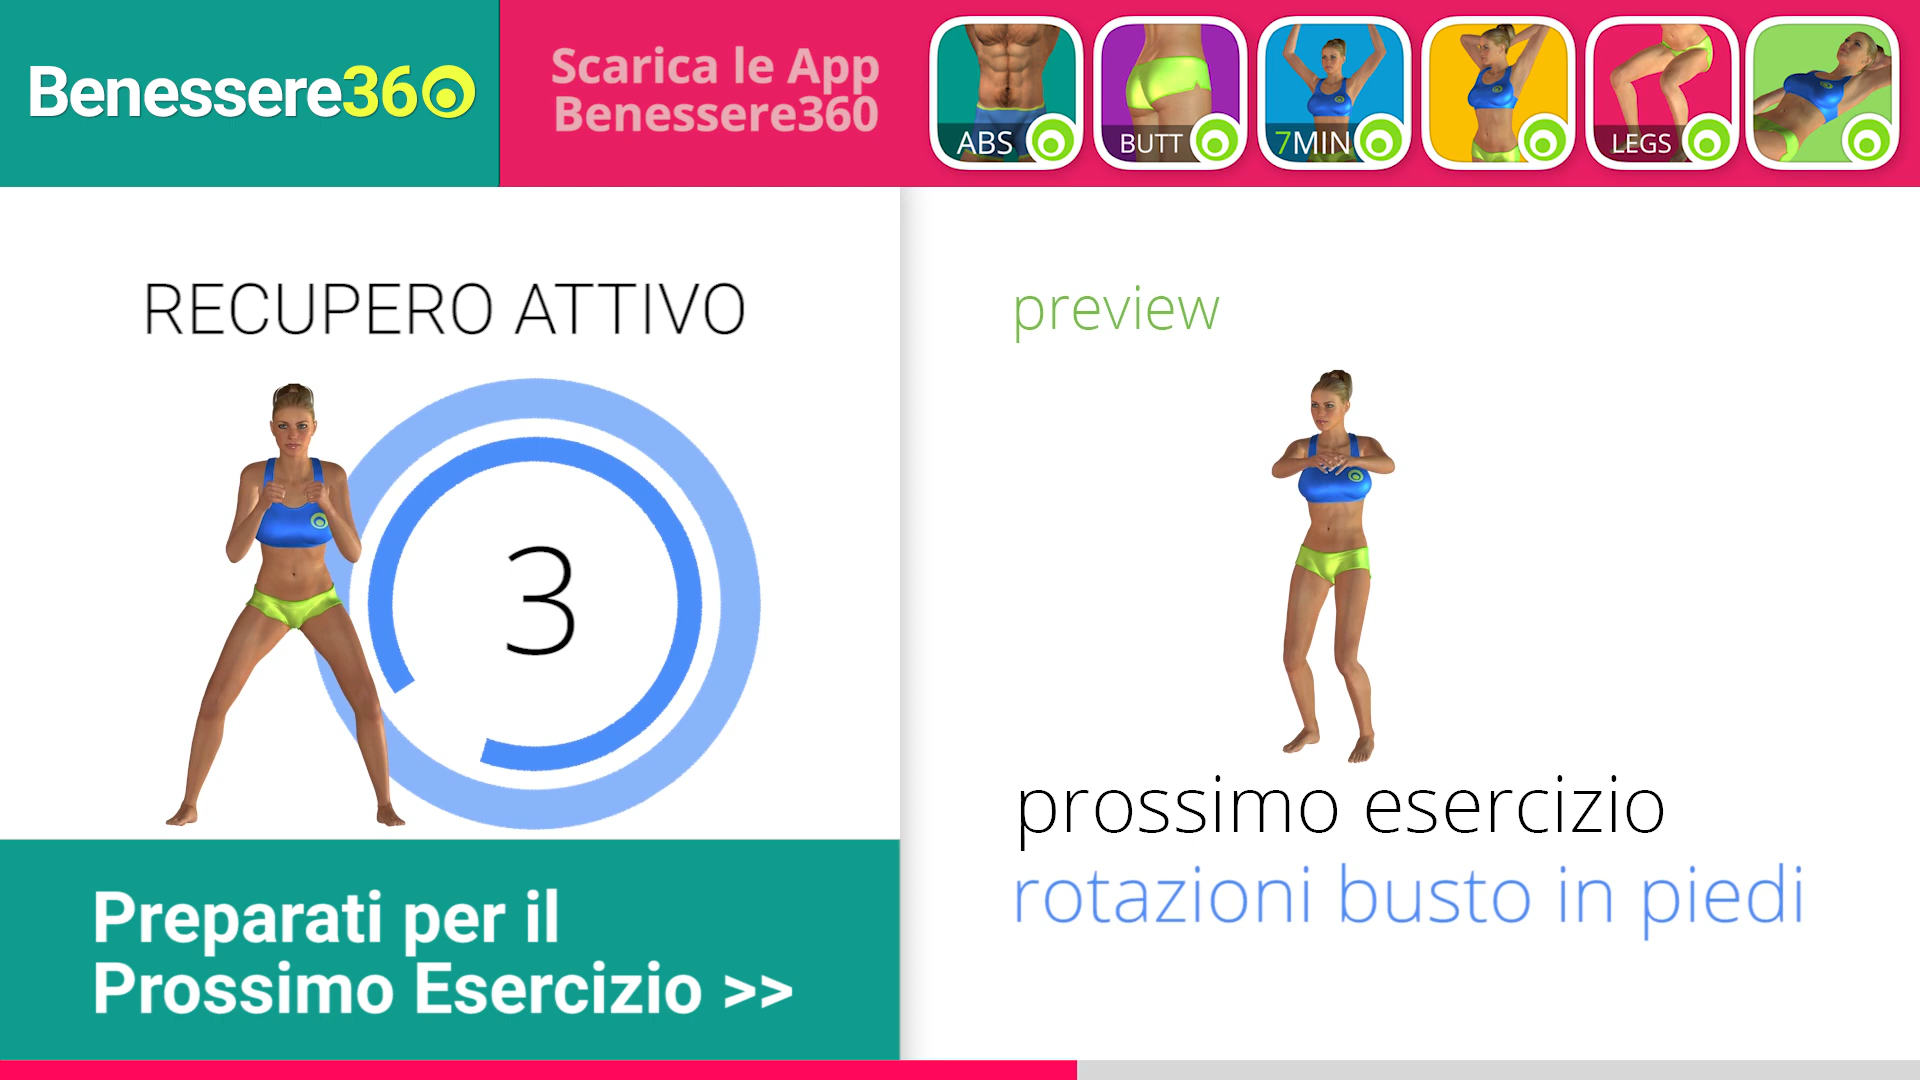 Benessere360
Scarica le App
Benessere360
ABS
BUTT
7MIN
LEGS
RECUPERO ATTIVO
3
Preparati per il
Prossimo Esercizio >>
preview
prossimo esercizio
rotazioni busto in piedi